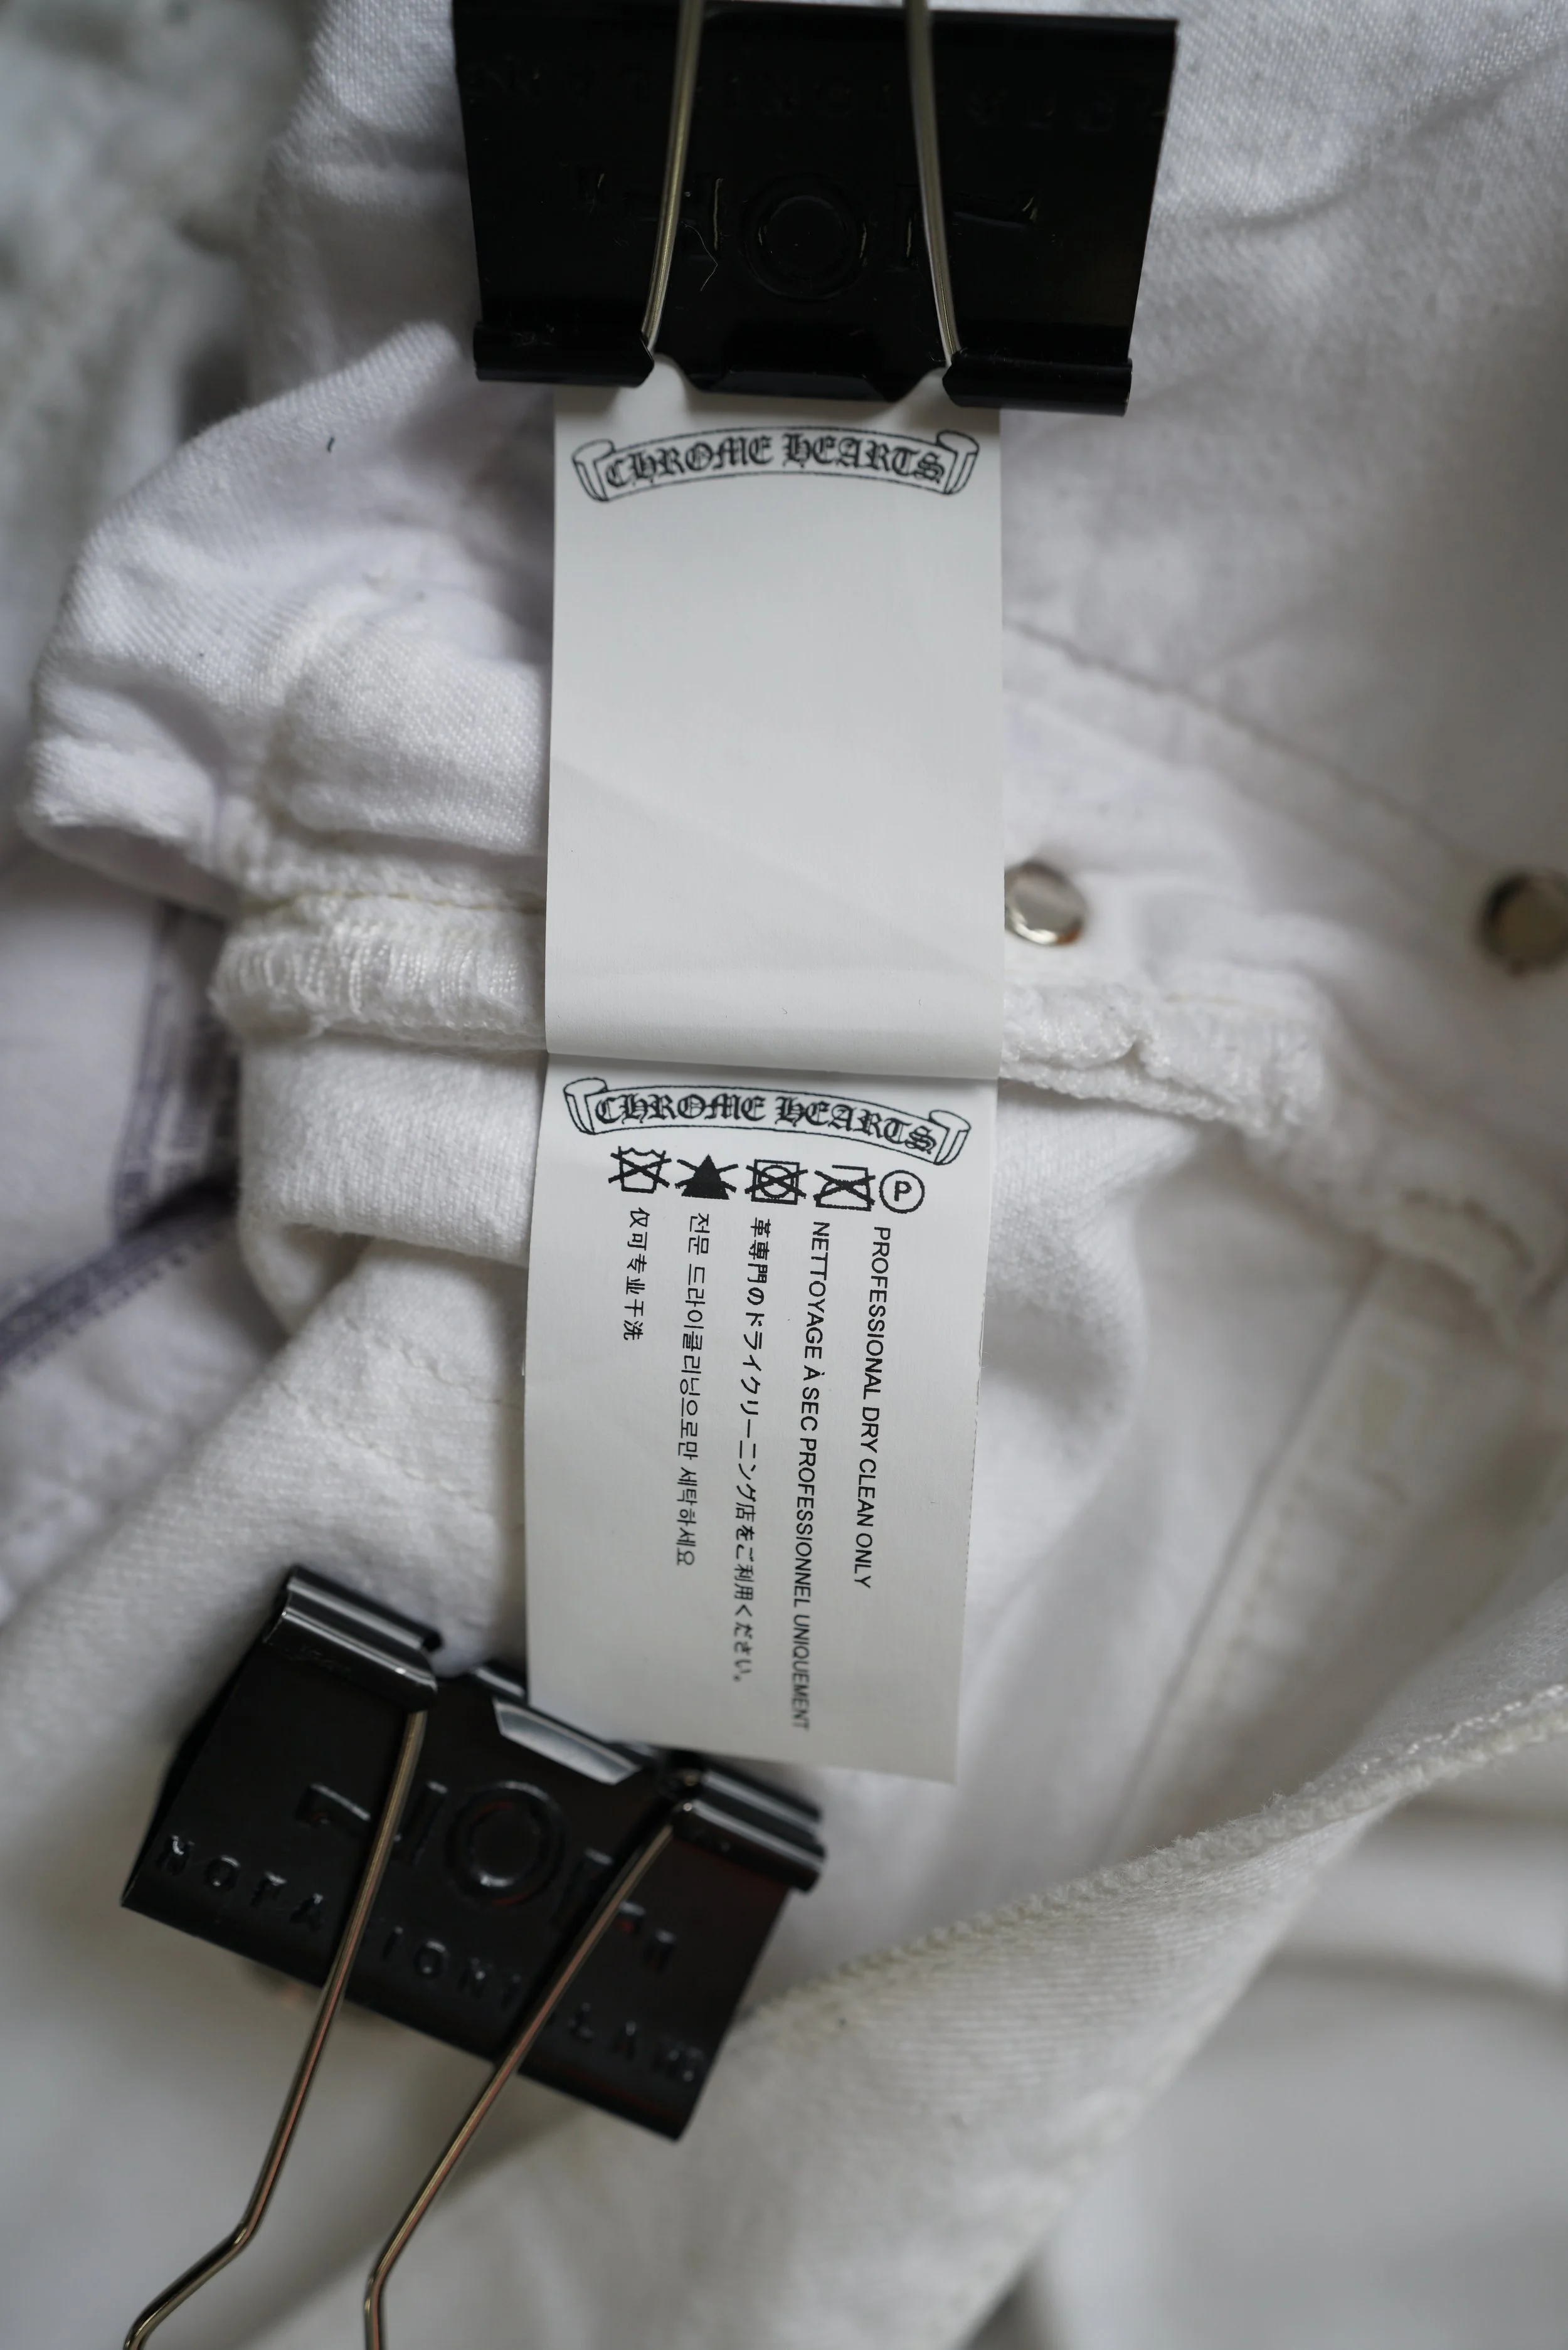 CHROME HEARTS
CHROME HEARTS
P
PROFESSIONAL DRY CLEAN ONLY
NETTOYAGE À SEC PROFESSIONNEL UNIQUEMENT
革専門のドライクリーニング店をご利用ください。
전문 드라이클리닝으로만 세탁하세요
仅可专业干洗